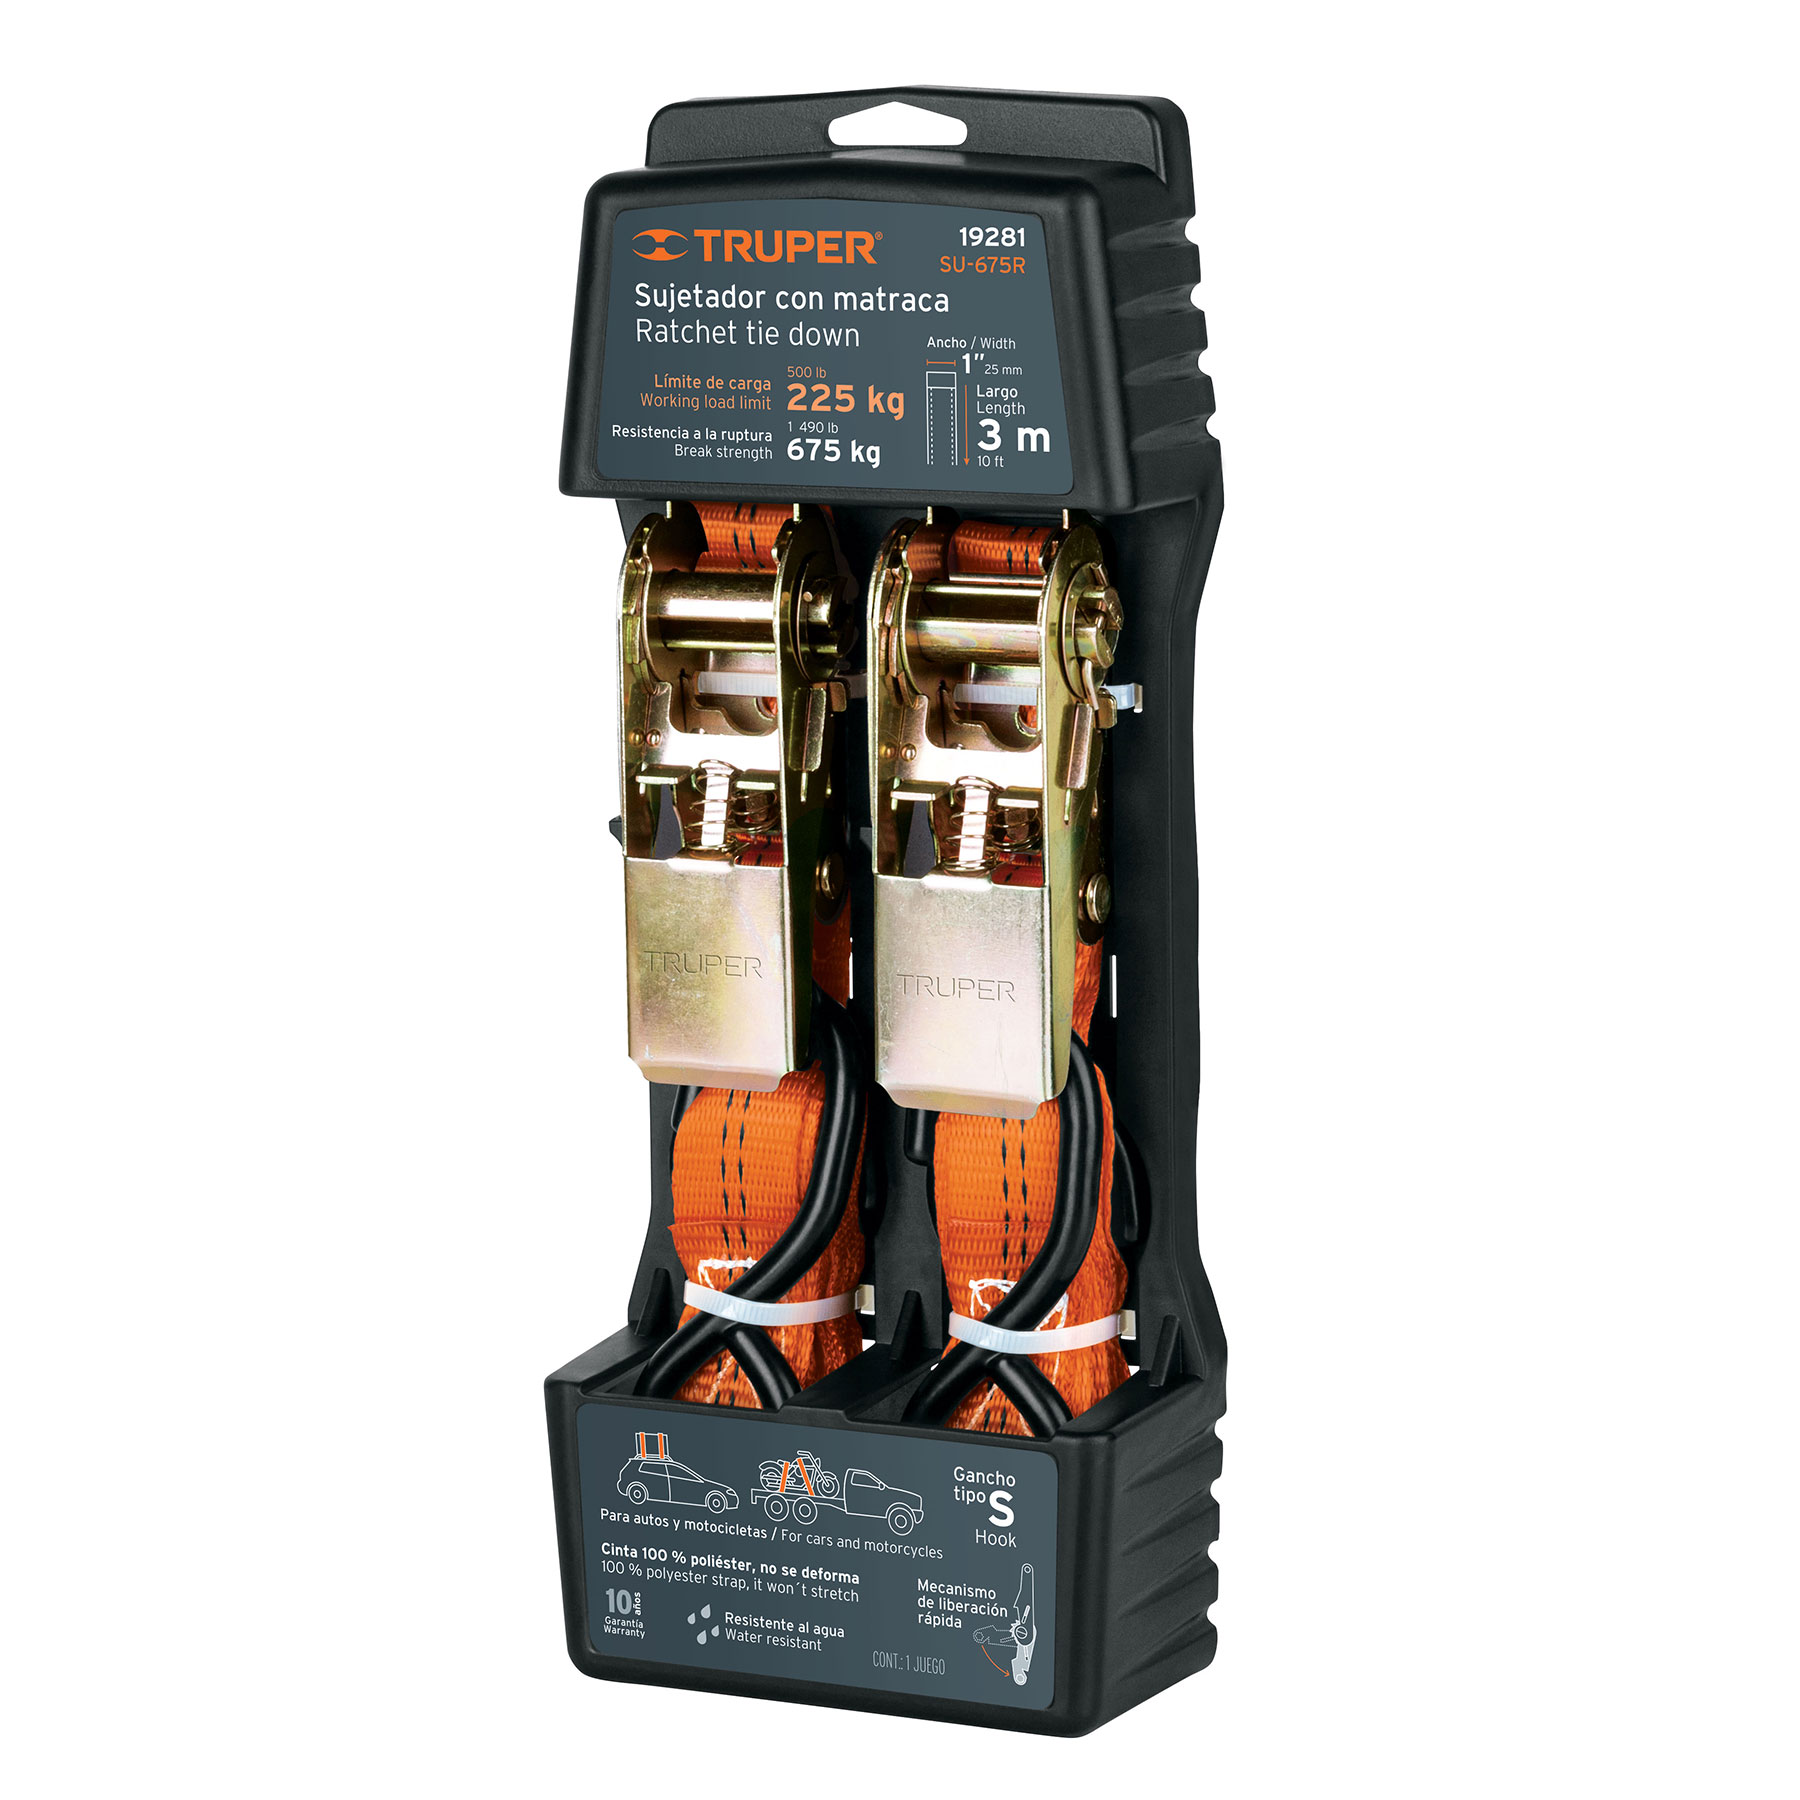 TRUPER®
19281
SU-675R
Sujetador con matraca
Ratchet tie down
Límite de carga
Working load limit
500 lb
225 kg
Resistencia a la ruptura
Break strength
1 490 lb
675 kg
Ancho / Width
1" 25 mm
Largo
Length
3 m
10 ft
TRUPER
TRUPER
Para autos y motocicletas / For cars and motorcycles
Cinta 100 % poliéster, no se deforma
100 % polyester strap, it won´t stretch
10 años
Garantía
Warranty
Resistente al agua
Water resistant
CONT.: 1 JUEGO
Gancho
tipo S
Hook
Mecanismo
de liberación
rápida